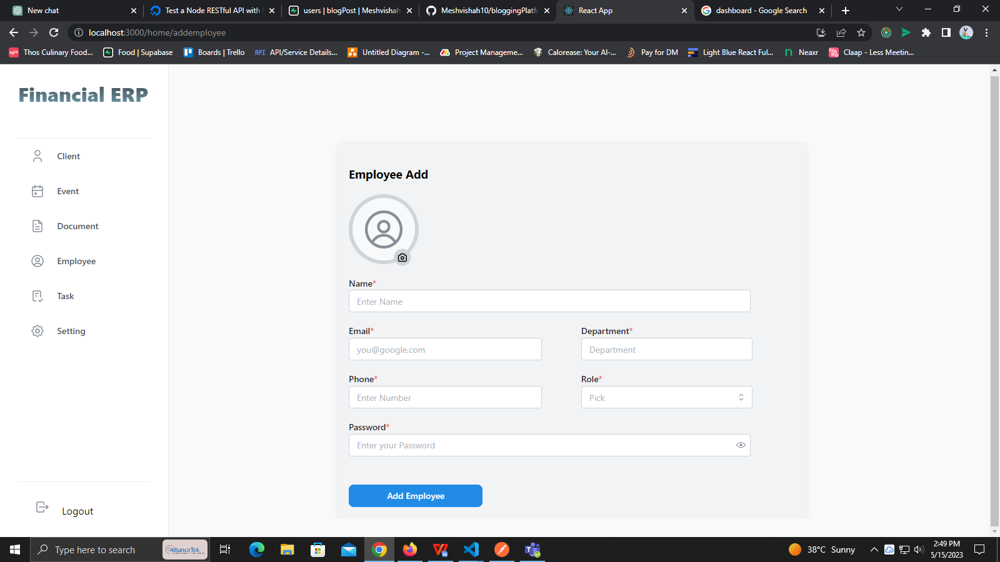 New chat
Test a Node RESTful API with
users | blogPost | Meshvishah
Meshvishah10/bloggingPlatfo
React App
dashboard - Google Search
localhost:3000/home/addemployee
Thos Culinary Food...
Food | Supabase
Boards | Trello
API API/Service Details...
Untitled Diagram -...
Project Manageme...
Calorease: Your AI-...
Pay for DM
Light Blue React Ful...
n Neaxr
Claap - Less Meetin...
Financial ERP
Client
Event
Document
Employee
Task
Setting
Logout
Employee Add
Name*
Enter Name
Email*
Department*
you@google.com
Department
Phone*
Role*
Enter Number
Pick
Password*
Enter your Password
Add Employee
Type here to search
AllianceTek
38°C Sunny
2:49 PM
5/15/2023